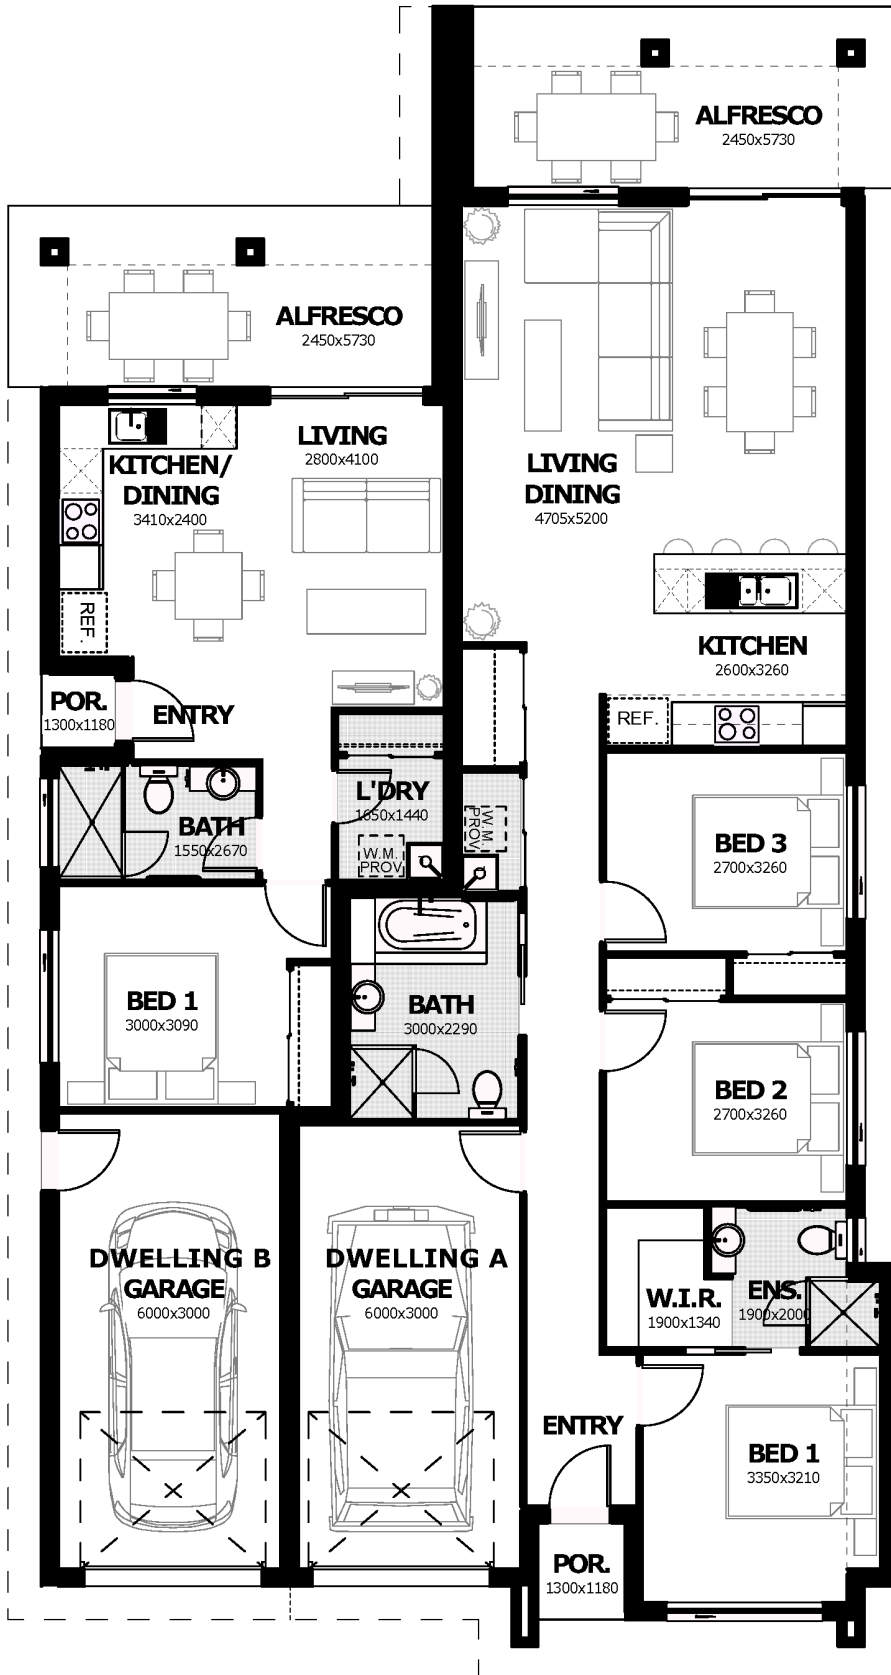 ALFRESCO
2450x5730
ALFRESCO
2450x5730
LIVING
2800x4100
KITCHEN/
DINING
3410x2400
LIVING
DINING
4705x5200
REF.
KITCHEN
2600x3260
REF.
POR.
1300x1180
ENTRY
L'DRY
1650x1440
W.M.
PROV
W.M.
PROV
BATH
1550x2670
BED 3
2700x3260
BED 1
3000x3090
BATH
3000x2290
BED 2
2700x3260
DWELLING B
GARAGE
6000x3000
DWELLING A
GARAGE
6000x3000
W.I.R.
1900x1340
ENS.
1900x2000
ENTRY
BED 1
3350x3210
POR.
1300x1180